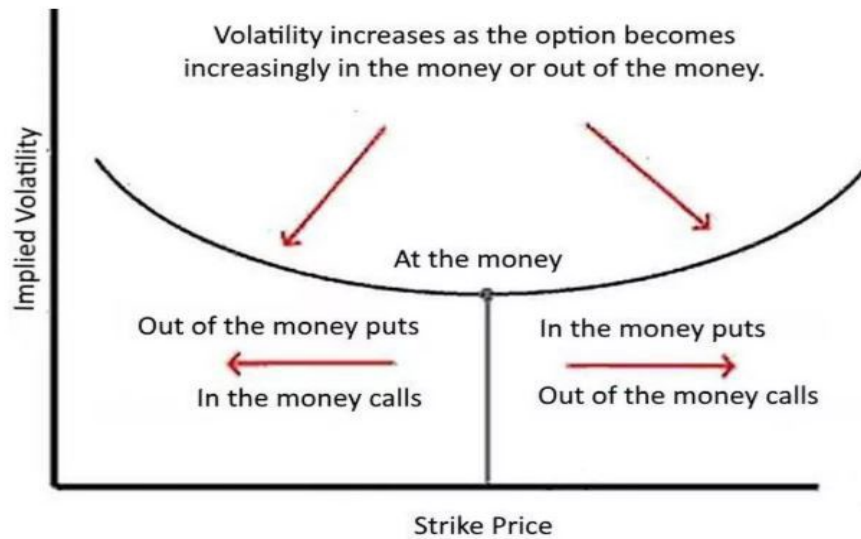 Volatility increases as the option becomes
increasingly in the money or out of the money.
Implied Volatility
At the money
Out of the money puts
In the money calls
In the money puts
Out of the money calls
Strike Price